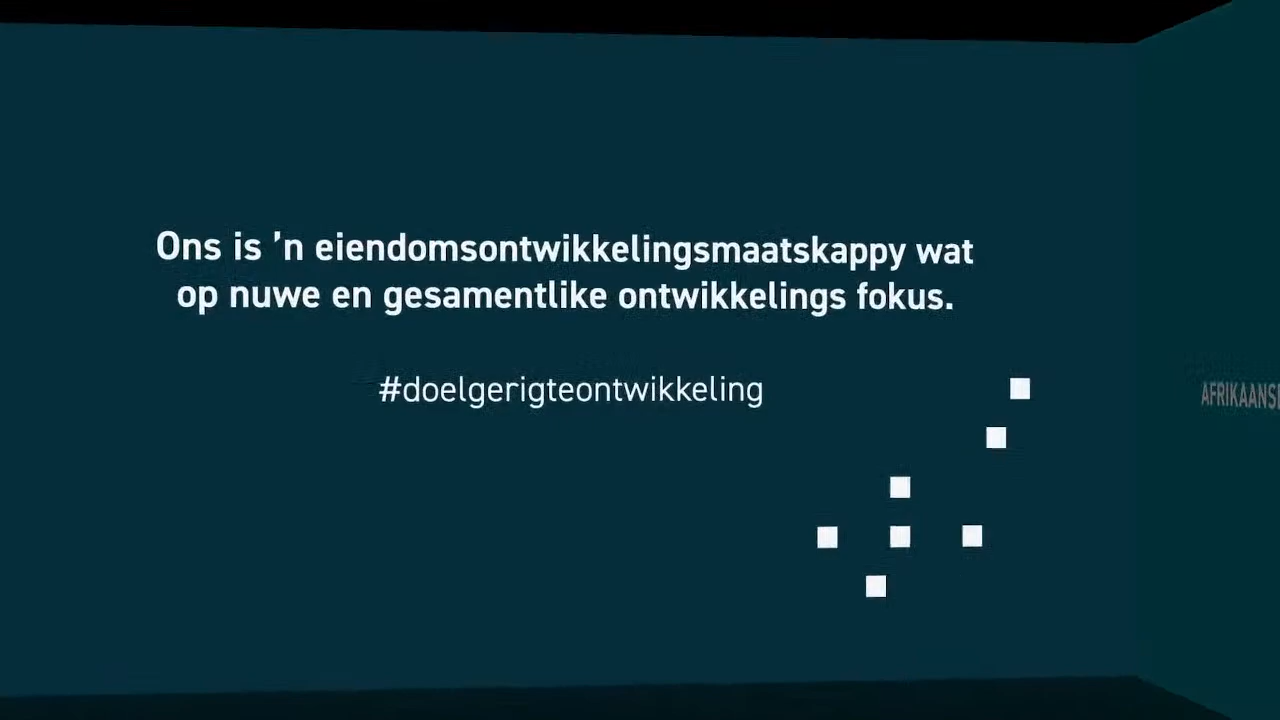 Ons is ’n eiendomsontwikkelingsmaatskappy wat
op nuwe en gesamentlike ontwikkelings fokus.
#doelgerigteontwikkeling